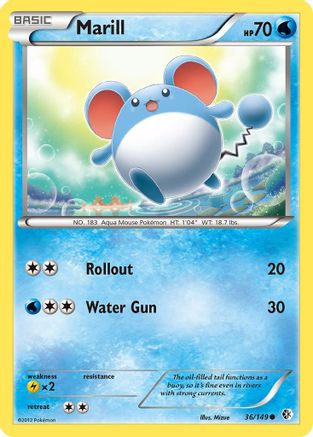 BASIC
Marill
HP70
NO. 183 Aqua Mouse Pokémon HT: 1'04" WT: 18.7 lbs.
Rollout 20
Water Gun 30
weakness resistance
×2
retreat
The oil-filled tail functions as a
buoy, so it's fine even in rivers
with strong currents.
©2012 Pokémon
Illus. Mizue 36/149